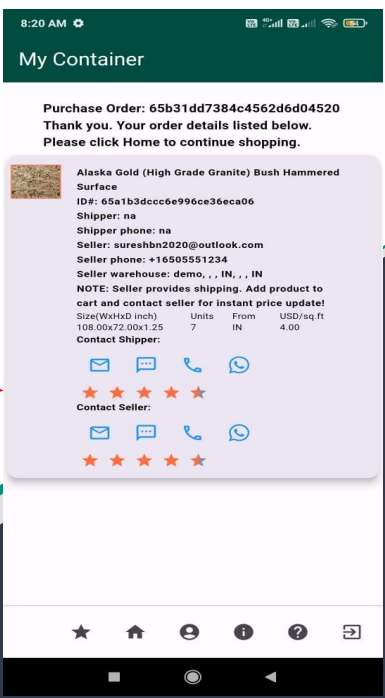 8:20 AM
My Container
Purchase Order: 65b31dd7384c4562d6d04520
Thank you. Your order details listed below.
Please click Home to continue shopping.
Alaska Gold (High Grade Granite) Bush Hammered
Surface
ID#: 65a1b3dccc6e996ce36eca06
Shipper: na
Shipper phone: na
Seller: sureshbn2020@outlook.com
Seller phone: +16505551234
Seller warehouse: demo, , , IN, , , IN
NOTE: Seller provides shipping. Add product to
cart and contact seller for instant price update!
Size(WxHxD inch) Units From USD/sq.ft
108.00x72.00x1.25 7 IN 4.00
Contact Shipper:
Contact Seller: